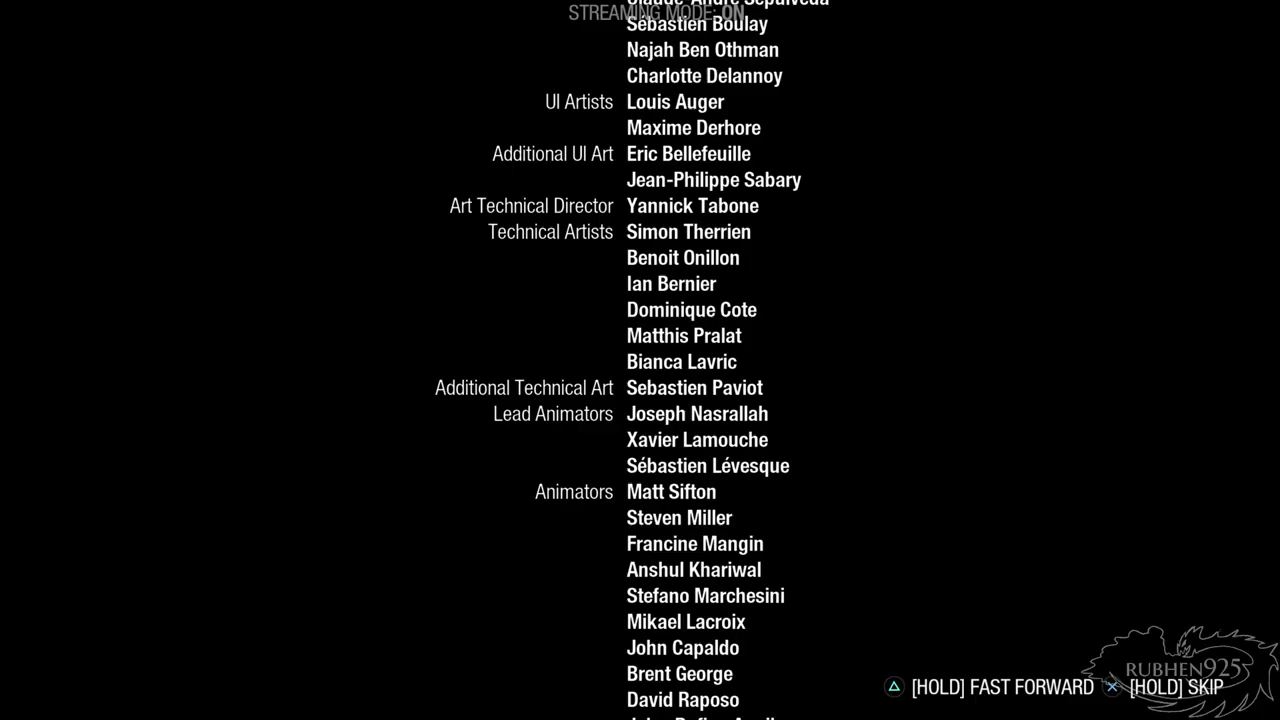 STREAMING MODE: ON
Sébastien Boulay
Najah Ben Othman
Charlotte Delannoy
UI Artists Louis Auger
Maxime Derhore
Additional UI Art Eric Bellefeuille
Jean-Philippe Sabary
Art Technical Director Yannick Tabone
Technical Artists Simon Therrien
Benoit Onillon
Ian Bernier
Dominique Cote
Matthis Pralat
Bianca Lavric
Additional Technical Art Sebastien Paviot
Lead Animators Joseph Nasrallah
Xavier Lamouche
Sébastien Lévesque
Animators Matt Sifton
Steven Miller
Francine Mangin
Anshul Khariwal
Stefano Marchesini
Mikael Lacroix
John Capaldo
Brent George
David Raposo
RUBHEN925
[HOLD] FAST FORWARD [HOLD] SKIP